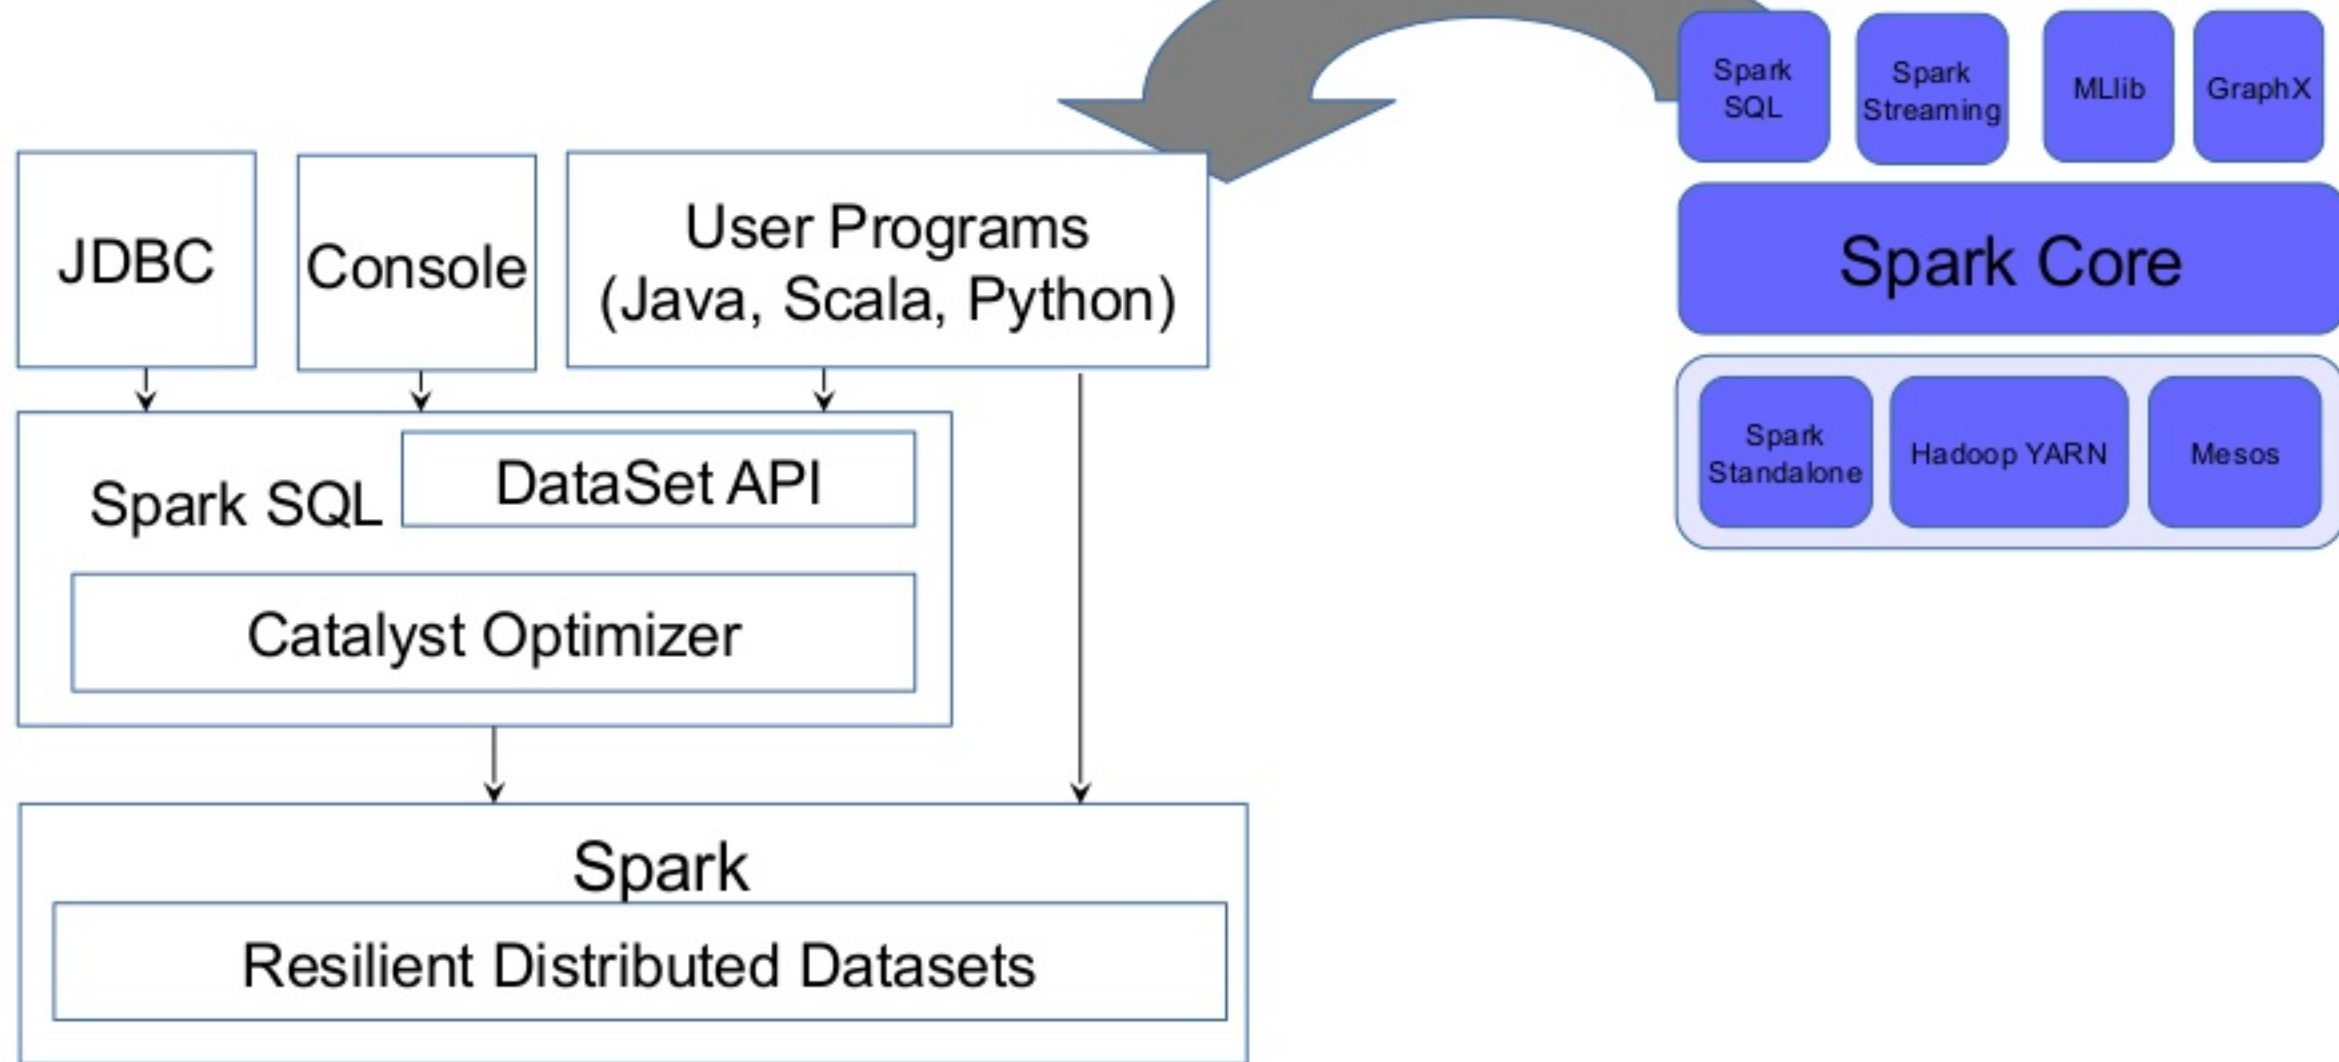 JDBC
Console
User Programs
(Java, Scala, Python)
Spark SQL
DataSet API
Catalyst Optimizer
Spark
Resilient Distributed Datasets
Spark
SQL
Spark
Streaming
MLlib
GraphX
Spark Core
Spark
Standalone
Hadoop YARN
Mesos